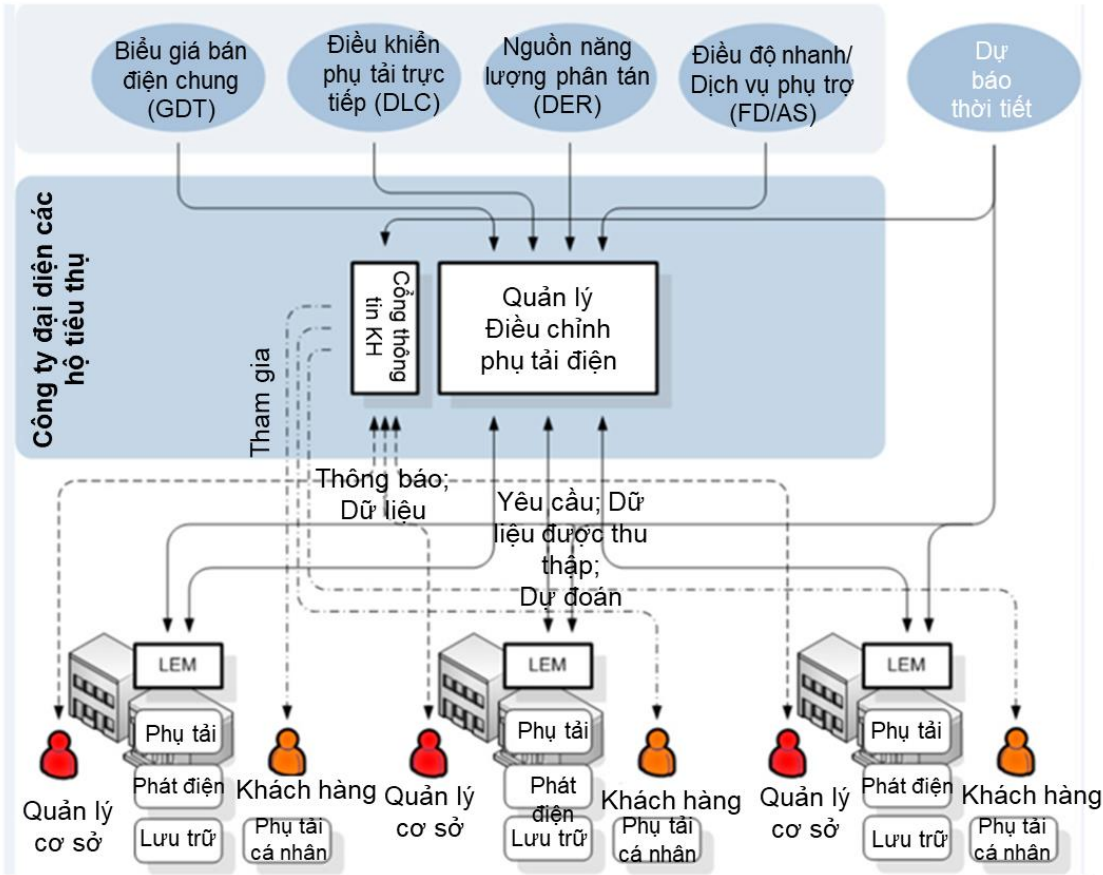 Biểu giá bán
điện chung
(GDT)
Điều khiển
phụ tải trực
tiếp (DLC)
Nguồn năng
lượng phân tán
(DER)
Điều độ nhanh/
Dịch vụ phụ trợ
(FD/AS)
Dự
báo
thời tiết
Công ty đại diện các
hộ tiêu thụ
Cổng thông
tin KH
Quản lý
Điều chỉnh
phụ tải điện
Tham gia
Thông báo;
Dữ liệu
Yêu cầu; Dữ
liệu được thu
thập;
Dự đoán
LEM
Phụ tải
Phát điện
Lưu trữ
Quản lý
cơ sở
Khách hàng
Phụ tải
cá nhân
LEM
Phụ tải
Phát
điện
Lưu trữ
Quản lý
cơ sở
Khách hàng
Phụ tải
cá nhân
LEM
Phụ tải
Phát điện
Lưu trữ
Quản lý
cơ sở
Khách hàng
Phụ tải
cá nhân